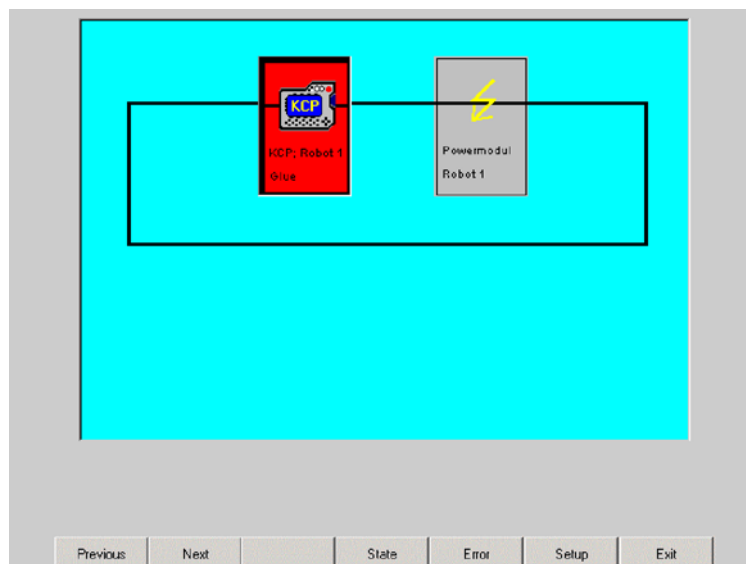 KCP
KCP; Robot 1
Glue
Powermodul
Robot 1
Previous
Next
State
Error
Setup
Exit